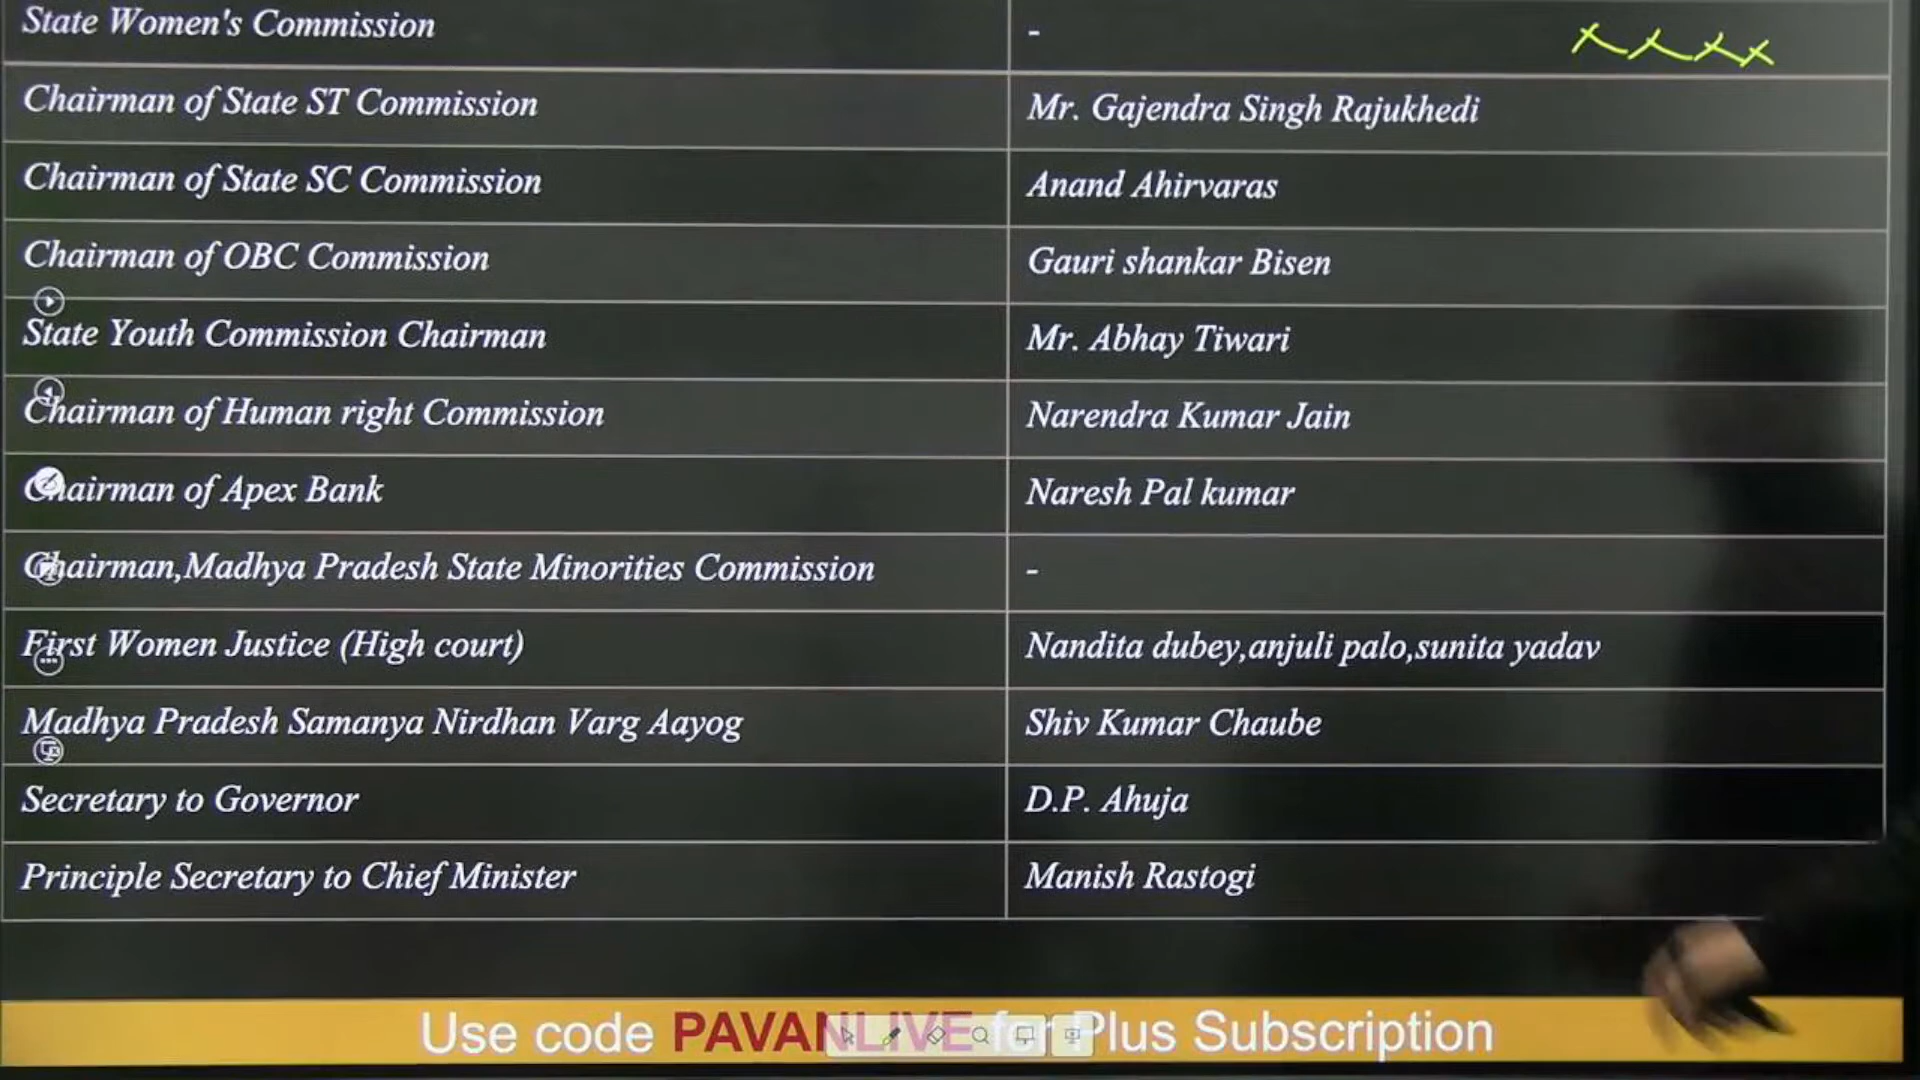 State Women's Commission -
Chairman of State ST Commission Mr. Gajendra Singh Rajukhedi
Chairman of State SC Commission Anand Ahirvaras
Chairman of OBC Commission Gauri shankar Bisen
State Youth Commission Chairman Mr. Abhay Tiwari
Chairman of Human right Commission Narendra Kumar Jain
Chairman of Apex Bank Naresh Pal kumar
Chairman,Madhya Pradesh State Minorities Commission -
First Women Justice (High court) Nandita dubey,anjuli palo,sunita yadav
Madhya Pradesh Samanya Nirdhan Varg Aayog Shiv Kumar Chaube
Secretary to Governor D.P. Ahuja
Principle Secretary to Chief Minister Manish Rastogi
Use code PAVANLIVE for Plus Subscription